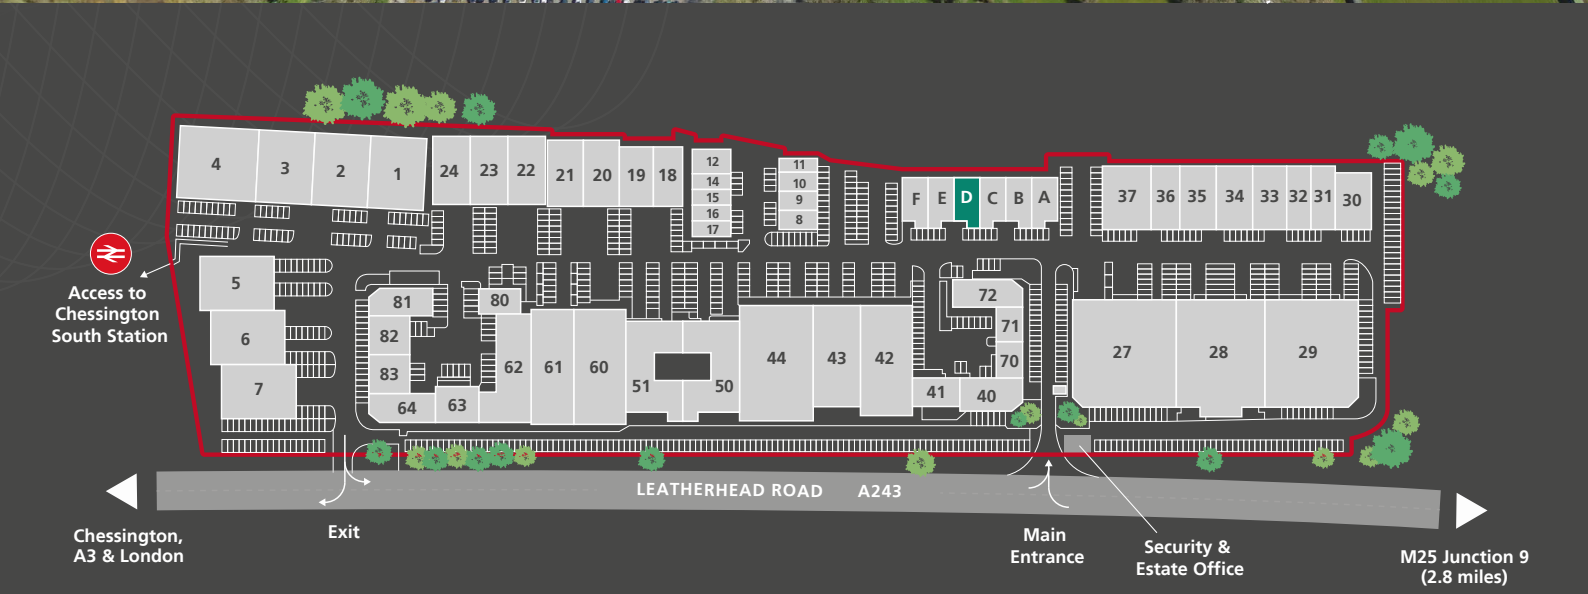 4
3
2
1
24
23
22
21
20
19
18
12
14
15
16
17
11
10
9
8
F
E
D
C
B
A
37
36
35
34
33
32
31
30
Access to
Chessington
South Station
5
6
7
81
82
83
64
63
80
62
61
60
51
50
44
43
42
41
40
72
71
70
27
28
29
LEATHERHEAD ROAD A243
Chessington,
A3 & London
Exit
Main
Entrance
Security &
Estate Office
M25 Junction 9
(2.8 miles)